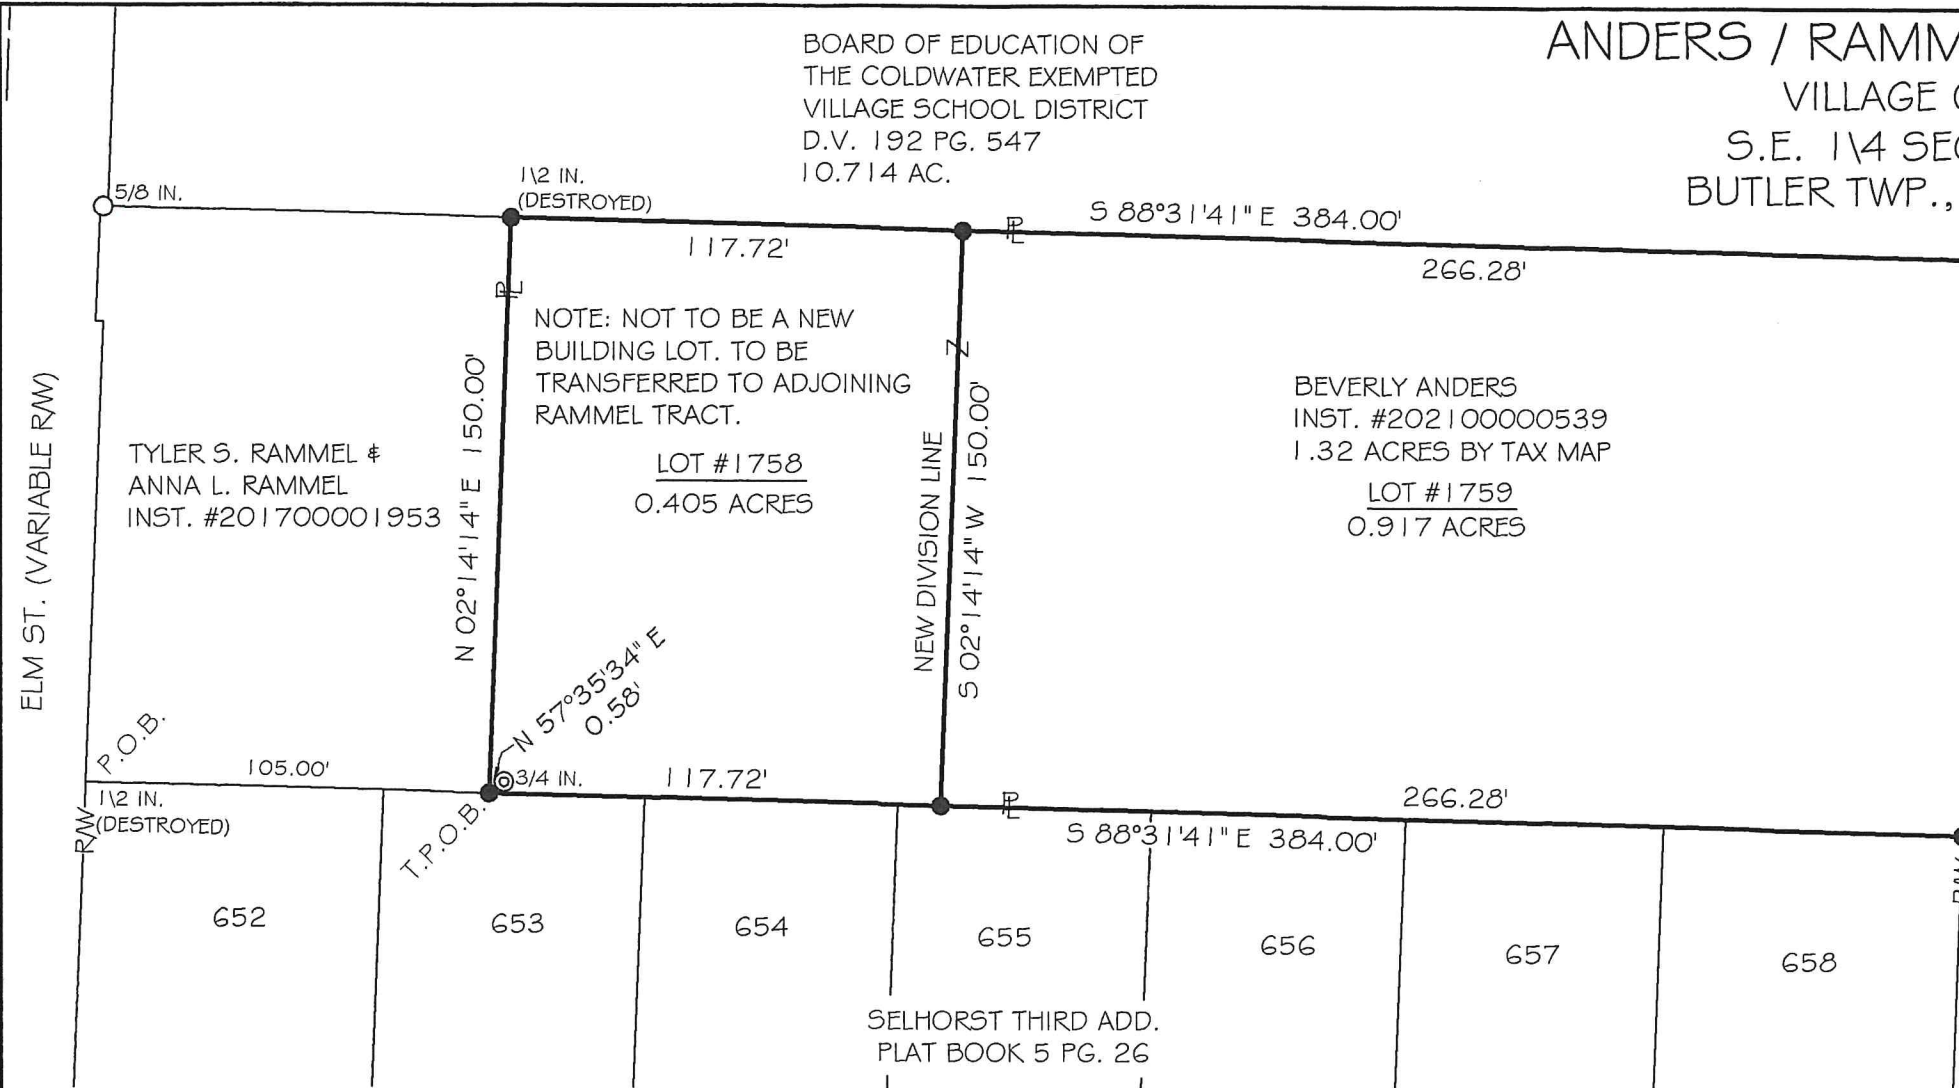 ANDERS / RAMM
VILLAGE
S.E. 1\4 SEC
BUTLER TWP.,
BOARD OF EDUCATION OF
THE COLDWATER EXEMPTED
VILLAGE SCHOOL DISTRICT
D.V. 192 PG. 547
10.714 AC.
5/8 IN.
1\2 IN.
(DESTROYED)
S 88°31'41" E 384.00'
117.72'
266.28'
PL
PL
NOTE: NOT TO BE A NEW
BUILDING LOT. TO BE
TRANSFERRED TO ADJOINING
RAMMEL TRACT.
LOT #1758
0.405 ACRES
Z
BEVERLY ANDERS
INST. #202100000539
1.32 ACRES BY TAX MAP
LOT #1759
0.917 ACRES
TYLER S. RAMMEL &
ANNA L. RAMMEL
INST. #201700001953
ELM ST. (VARIABLE R/W)
N 02°14'14" E 150.00'
NEW DIVISION LINE
S 02°14'14" W 150.00'
N 57°35'34" E
0.58'
P.O.B.
105.00'
3/4 IN.
117.72'
PL
266.28'
1\2 IN.
(DESTROYED)
R/W
T.P.O.B.
S 88°31'41" E 384.00'
R/W
652
653
654
655
656
657
658
SELHORST THIRD ADD.
PLAT BOOK 5 PG. 26